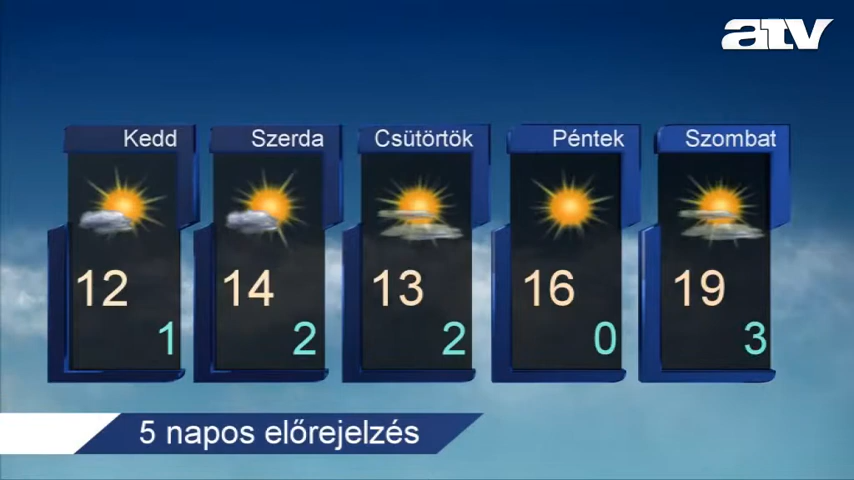 atv
Kedd Szerda Csütörtök Péntek Szombat
12 14 13 16 19
1 2 2 0 3
5 napos előrejelzés